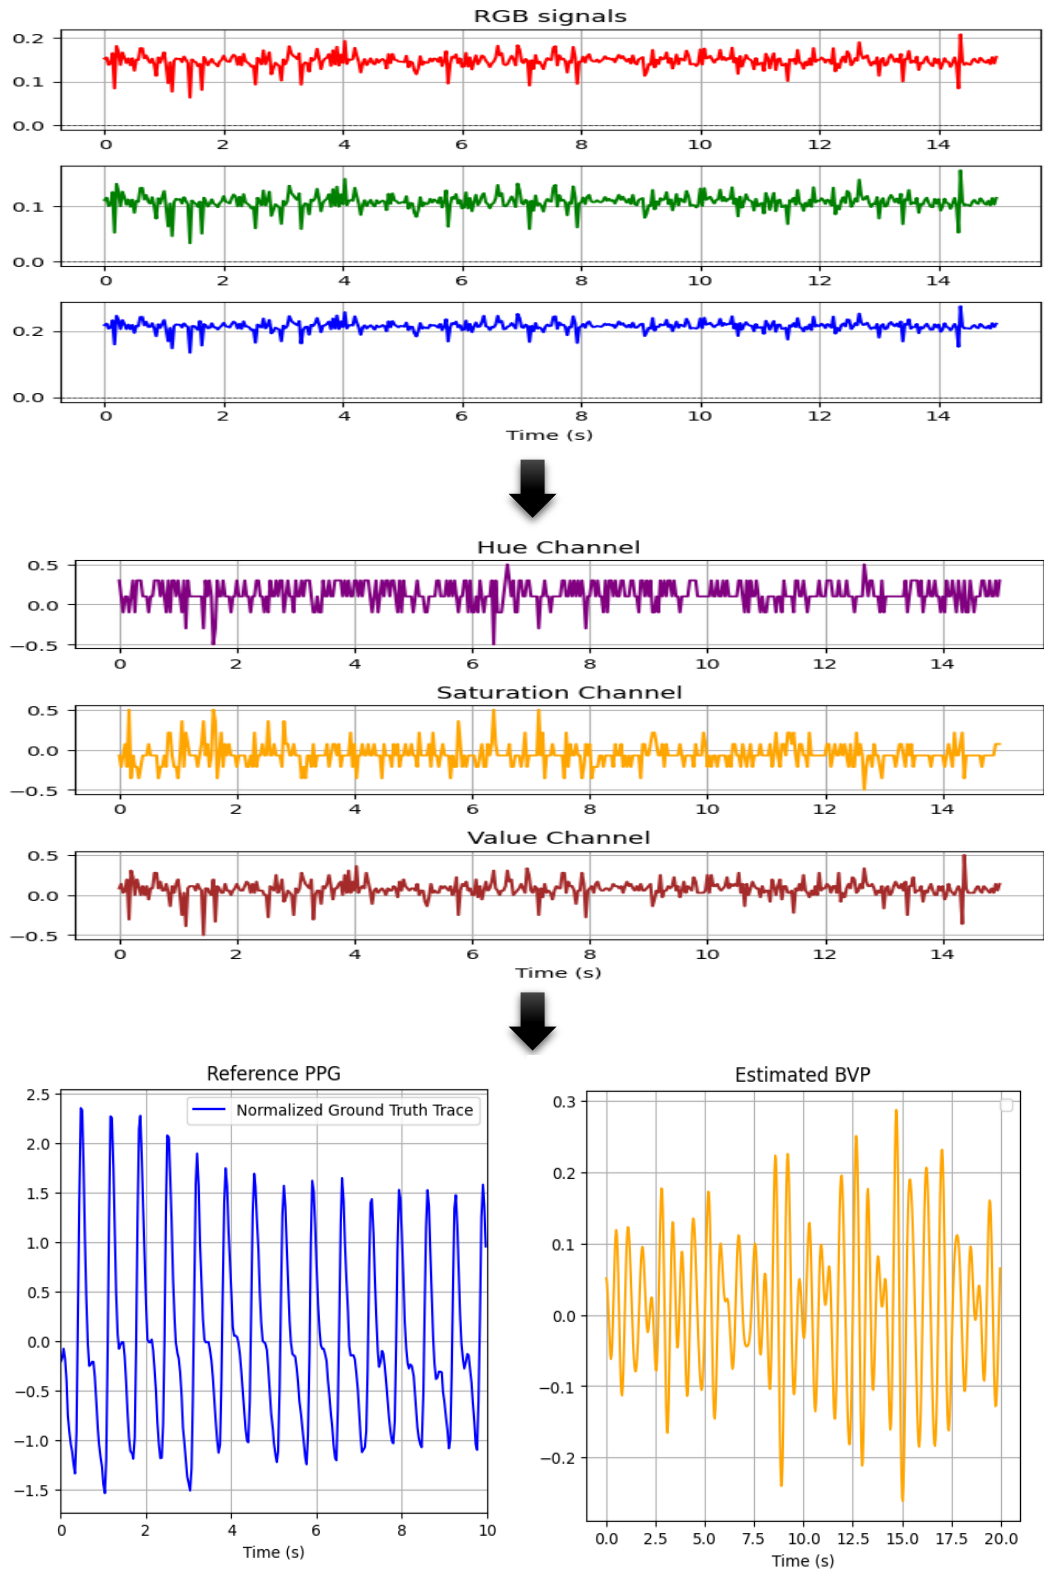 RGB signals
0.2
0.1
0.0
0 2 4 6 8 10 12 14
0.1
0.0
0 2 4 6 8 10 12 14
0.2
0.0
0 2 4 6 8 10 12 14
Time (s)
Hue Channel
0.5
0.0
−0.5
0 2 4 6 8 10 12 14
Saturation Channel
0.5
0.0
−0.5
0 2 4 6 8 10 12 14
Value Channel
0.5
0.0
−0.5
0 2 4 6 8 10 12 14
Time (s)
Reference PPG
Normalized Ground Truth Trace
2.5
2.0
1.5
1.0
0.5
0.0
−0.5
−1.0
−1.5
0 2 4 6 8 10
Time (s)
Estimated BVP
0.3
0.2
0.1
0.0
−0.1
−0.2
0.0 2.5 5.0 7.5 10.0 12.5 15.0 17.5 20.0
Time (s)